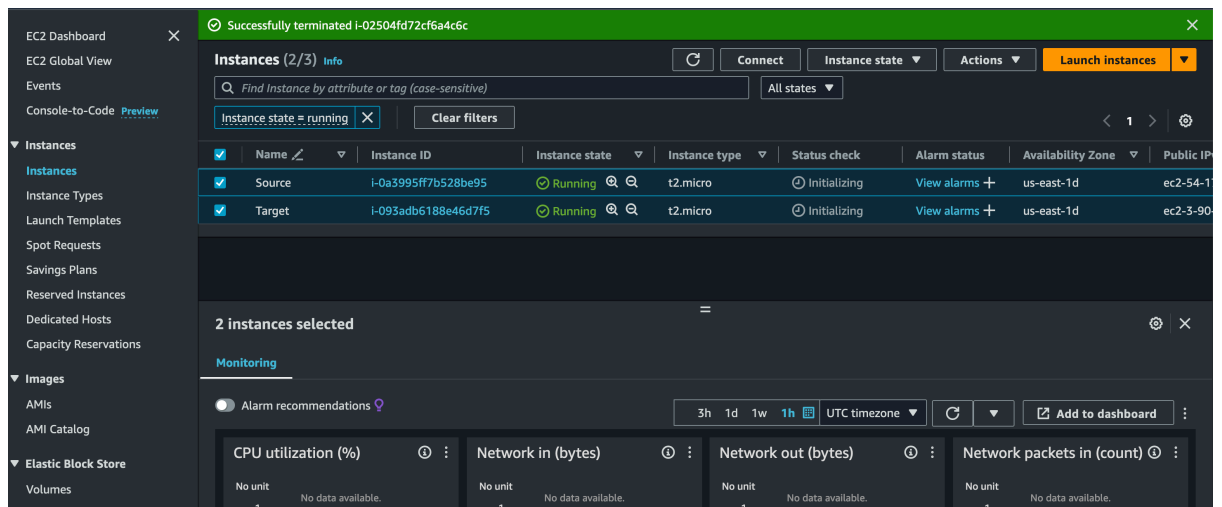 Successfully terminated i-02504fd72cf6a4c6c
EC2 Dashboard
EC2 Global View
Events
Console-to-Code Preview
Instances
Instances
Instance Types
Launch Templates
Spot Requests
Savings Plans
Reserved Instances
Dedicated Hosts
Capacity Reservations
Images
AMIs
AMI Catalog
Elastic Block Store
Volumes
Instances (2/3) Info
Connect Instance state Actions Launch instances
Find Instance by attribute or tag (case-sensitive) All states
Instance state = running Clear filters
1
Name Instance ID Instance state Instance type Status check Alarm status Availability Zone Public IPv
Source i-0a3995ff7b528be95 Running t2.micro Initializing View alarms + us-east-1d ec2-54-1
Target i-093adb6188e46d7f5 Running t2.micro Initializing View alarms + us-east-1d ec2-3-90-
2 instances selected
Monitoring
Alarm recommendations
3h 1d 1w 1h UTC timezone Add to dashboard
CPU utilization (%) Network in (bytes) Network out (bytes) Network packets in (count)
No unit No unit No unit No unit
No data available. No data available. No data available. No data available.